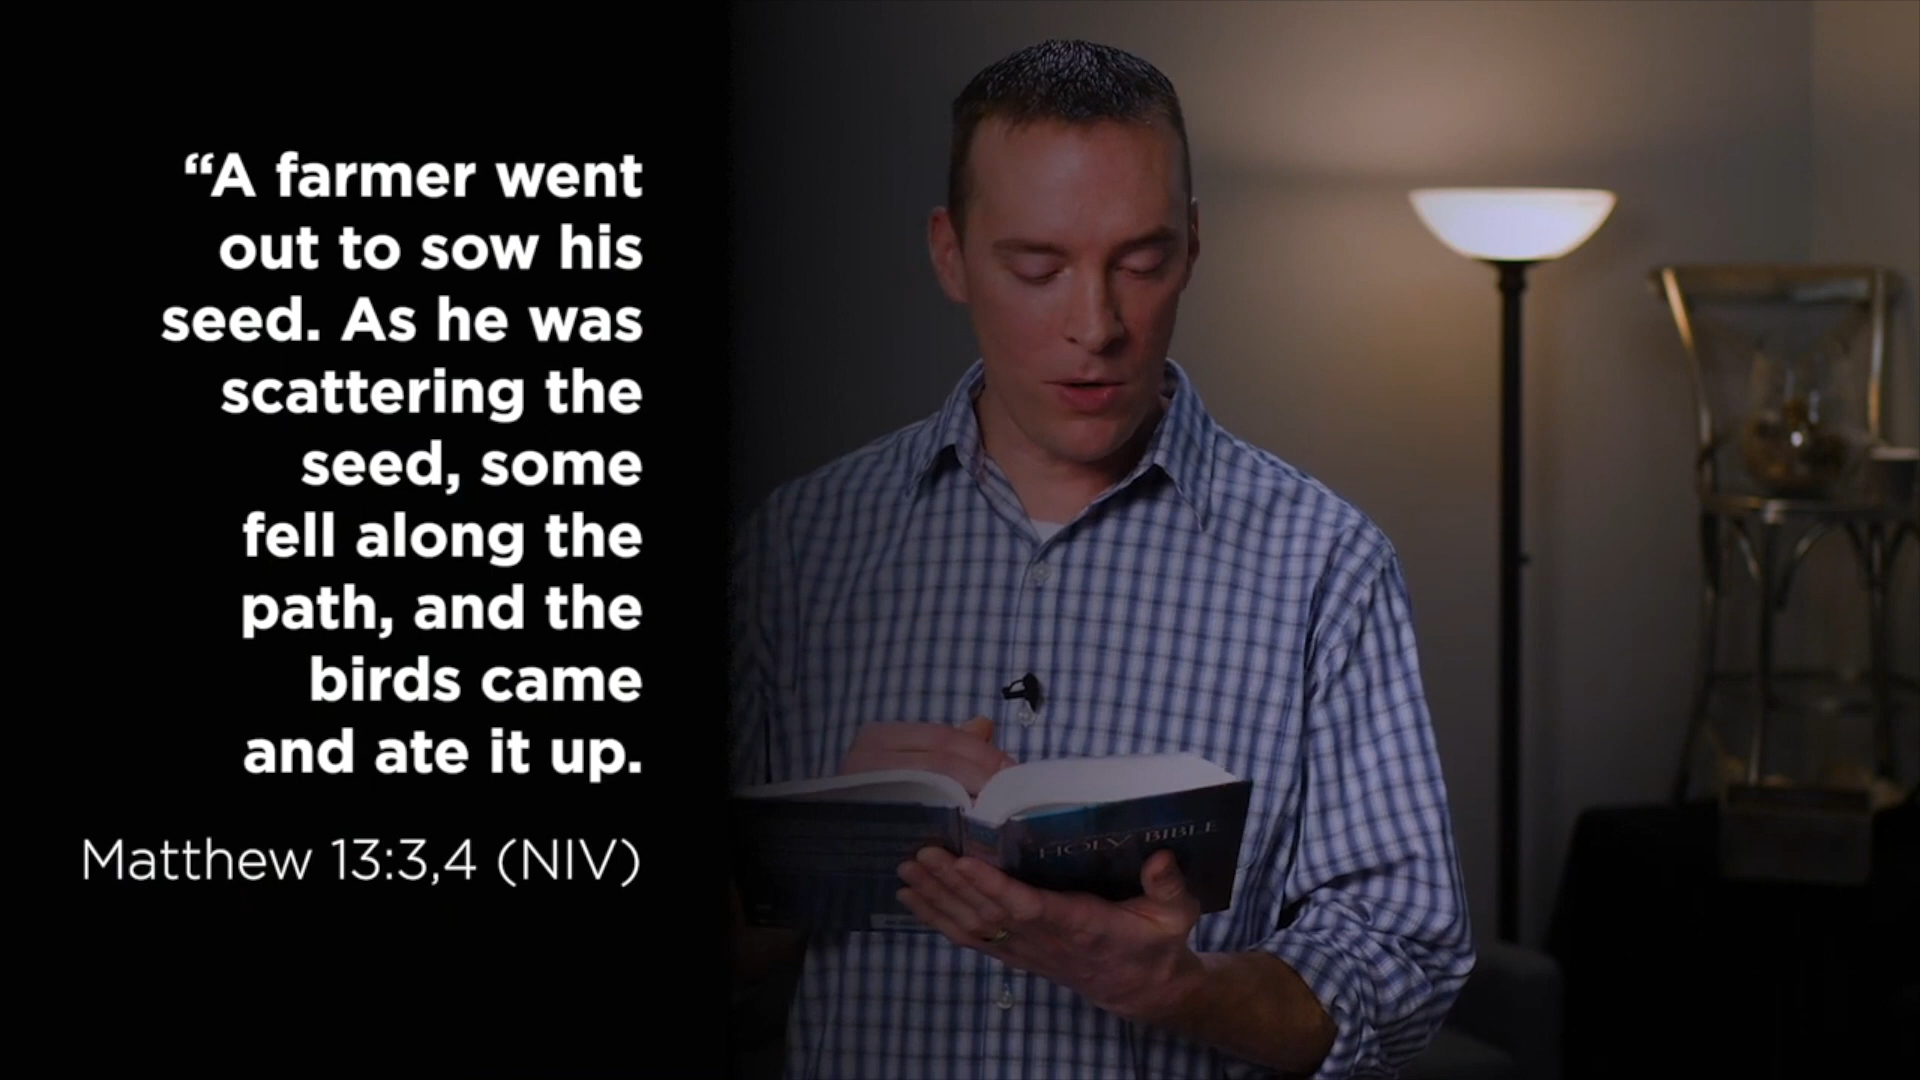 “A farmer went
out to sow his
seed. As he was
scattering the
seed, some
fell along the
path, and the
birds came
and ate it up.
Matthew 13:3,4 (NIV)
HOLY BIBLE